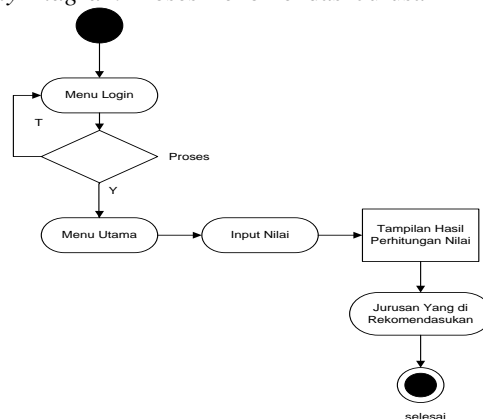 Menu Login
T
Proses
Y
Menu Utama
Input Nilai
Tampilan Hasil
Perhitungan Nilai
Jurusan Yang di
Rekomendasukan
selesai